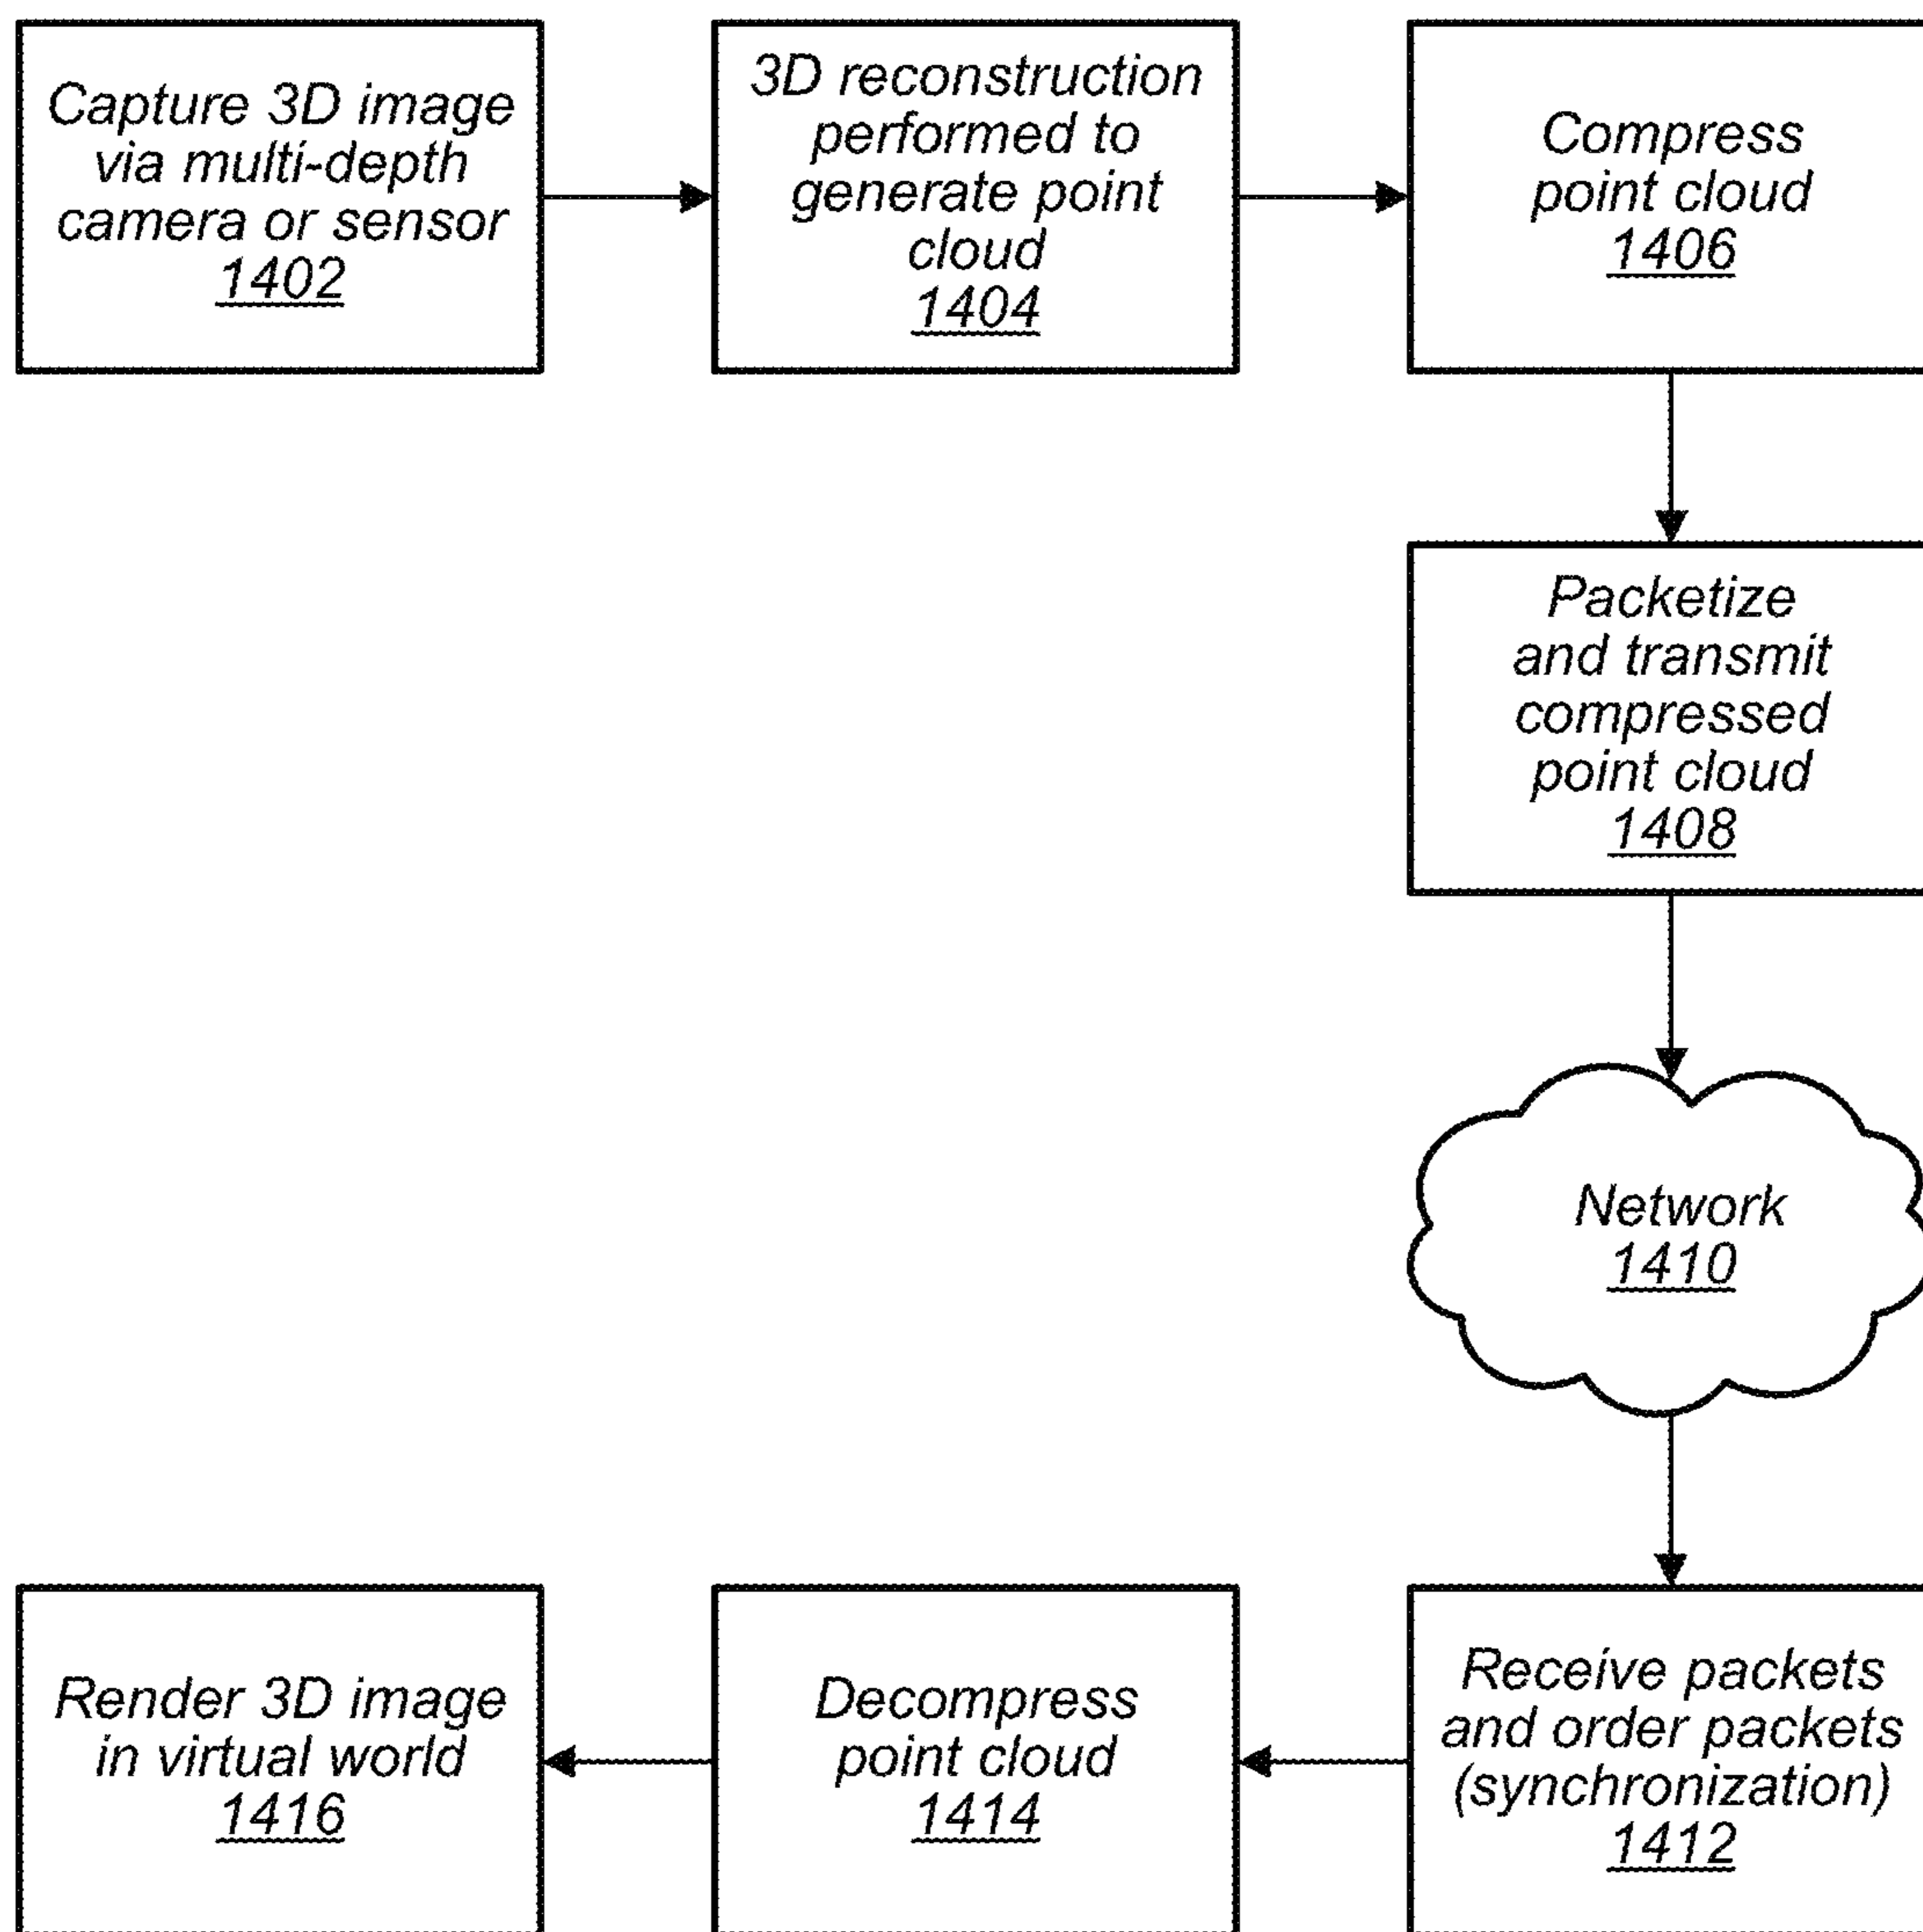 Capture 3D image
via multi-depth
camera or sensor
1402
3D reconstruction
performed to
generate point
cloud
1404
Compress
point cloud
1406
Packetize
and transmit
compressed
point cloud
1408
Network
1410
Receive packets
and order packets
(synchronization)
1412
Decompress
point cloud
1414
Render 3D image
in virtual world
1416